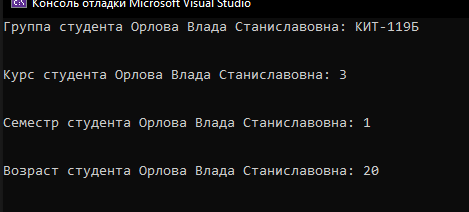 Консоль отладки Microsoft Visual Studio
Группа студента Орлова Влада Станиславовна: КИТ-119Б
Курс студента Орлова Влада Станиславовна: 3
Семестр студента Орлова Влада Станиславовна: 1
Возраст студента Орлова Влада Станиславовна: 20